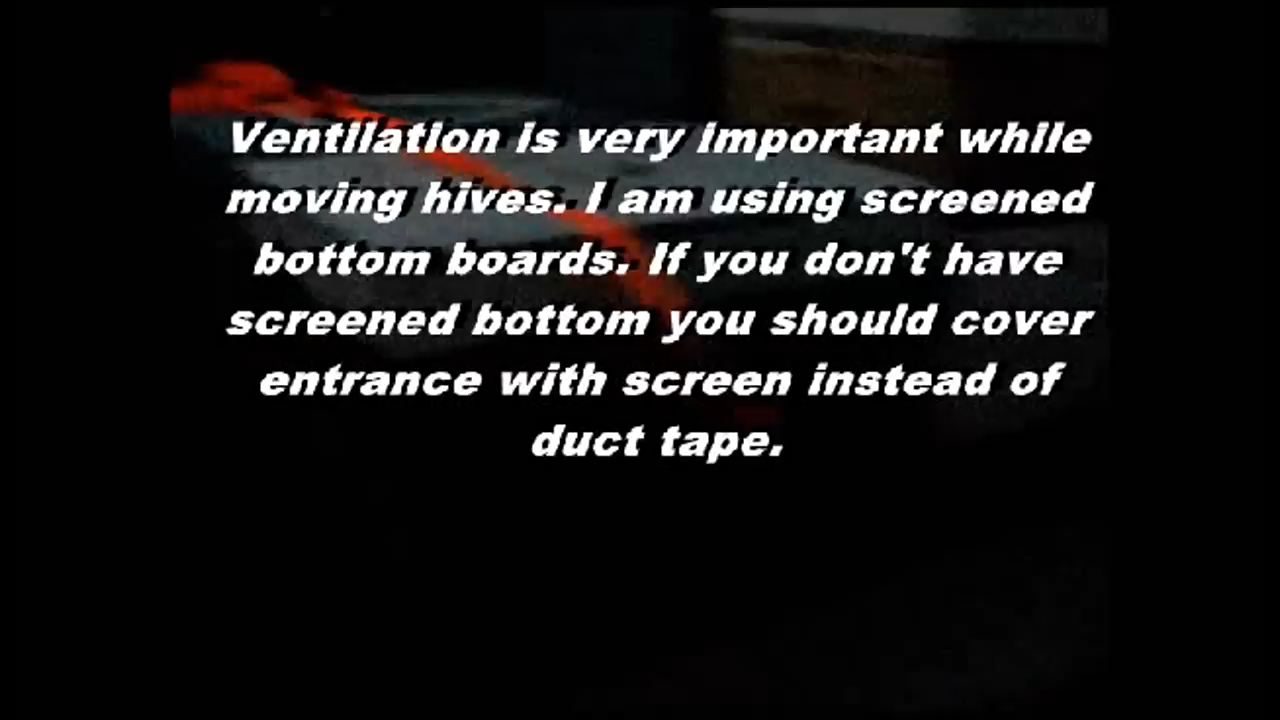 Ventilation is very important while
moving hives. I am using screened
bottom boards. If you don't have
screened bottom you should cover
entrance with screen instead of
duct tape.